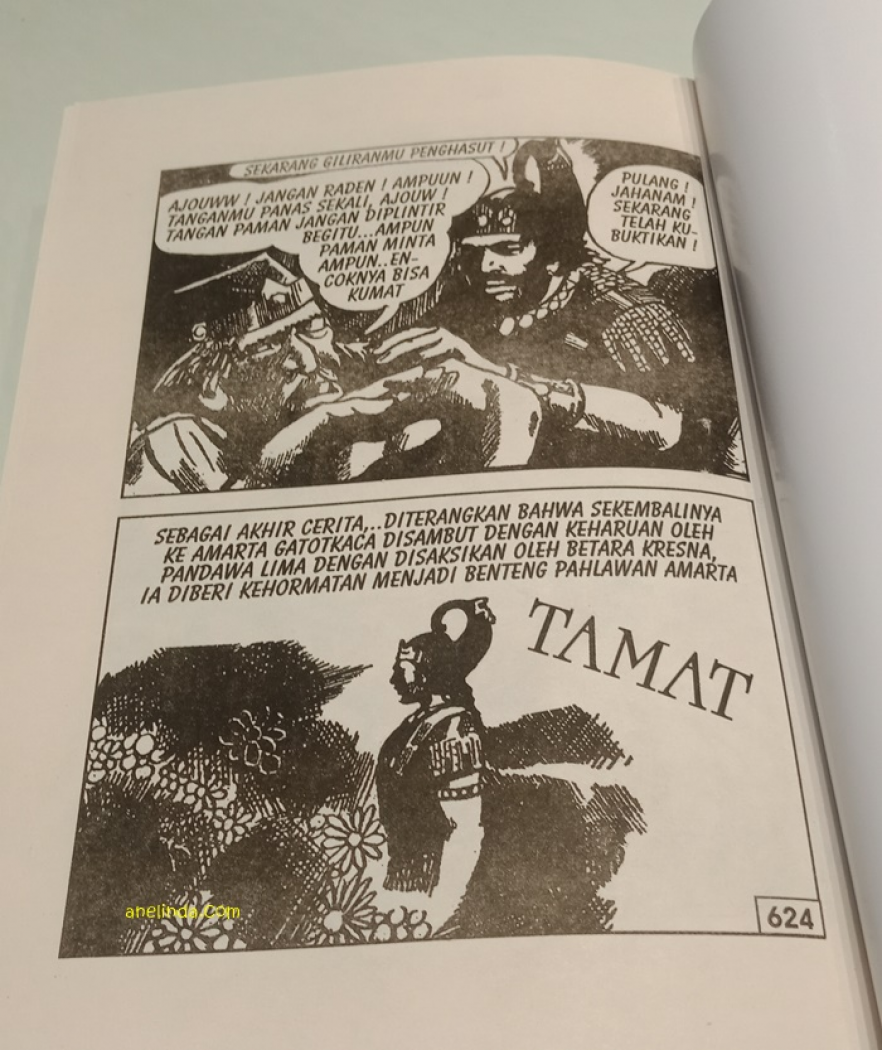 SEKARANG GILIRANMU PENGHASUT !
AJOUWW ! JANGAN RADEN ! AMPUUN !
TANGANMU PANAS SEKALI, AJOUW !
TANGAN PAMAN JANGAN DIPLINTIR
BEGITU...AMPUN
PAMAN MINTA
AMPUN..EN-
COKNYA BISA
KUMAT
PULANG !
JAHANAM !
SEKARANG
TELAH KU-
BUKTIKAN !
SEBAGAI AKHIR CERITA,..DITERANGKAN BAHWA SEKEMBALINYA
KE AMARTA GATOTKACA DISAMBUT DENGAN KEHARUAN OLEH
PANDAWA LIMA DENGAN DISAKSIKAN OLEH BETARA KRESNA,
IA DIBERI KEHORMATAN MENJADI BENTENG PAHLAWAN AMARTA
TAMAT
anelinda.com
624